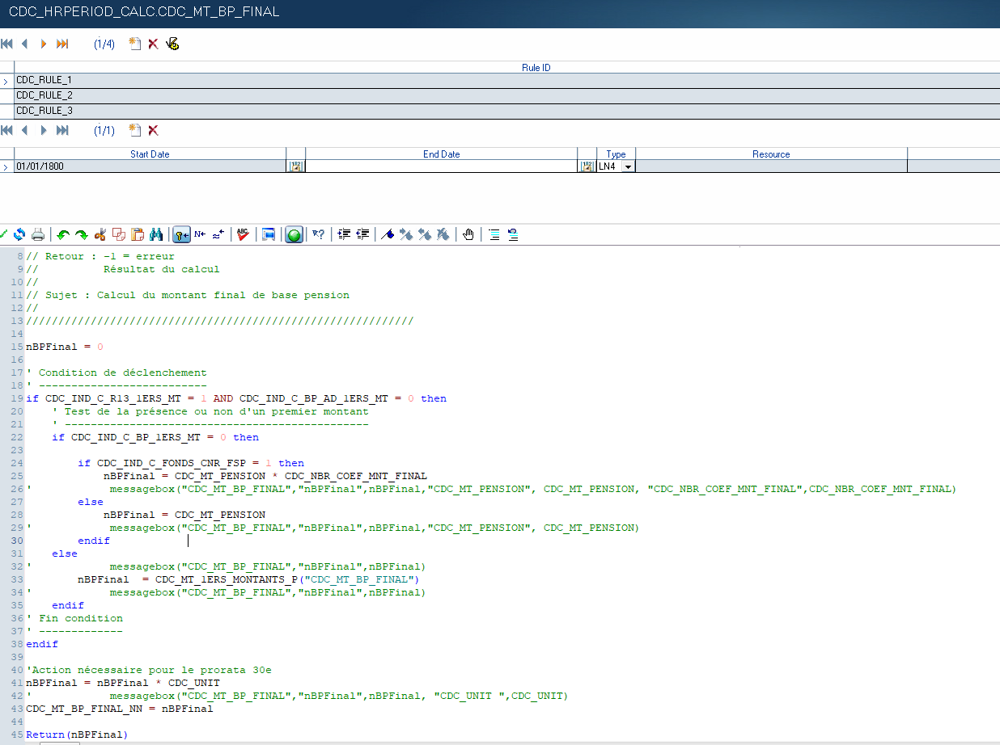 CDC_HRPERIOD_CALC.CDC_MT_BP_FINAL
(1/4)
Rule ID
CDC_RULE_1
CDC_RULE_2
CDC_RULE_3
(1/1)
Start Date End Date Type Resource
01/01/1800 LN4
8 // Retour : -1 = erreur
9 //          Résultat du calcul
10 //
11 // Sujet : Calcul du montant final de base pension
12 //
13 ////////////////////////////////////////////////////////////
14
15 nBPFinal = 0
16
17 ' Condition de déclenchement
18 ' --------------------------
19 if CDC_IND_C_R13_1ERS_MT = 1 AND CDC_IND_C_BP_AD_1ERS_MT = 0 then
20     ' Test de la présence ou non d'un premier montant
21     ' -----------------------------------------------
22     if CDC_IND_C_BP_1ERS_MT = 0 then
23
24         if CDC_IND_C_FONDS_CNR_FSP = 1 then
25             nBPFinal = CDC_MT_PENSION * CDC_NBR_COEF_MNT_FINAL
26 '            messagebox("CDC_MT_BP_FINAL","nBPFinal",nBPFinal,"CDC_MT_PENSION", CDC_MT_PENSION, "CDC_NBR_COEF_MNT_FINAL",CDC_NBR_COEF_MNT_FINAL)
27         else
28             nBPFinal = CDC_MT_PENSION
29 '            messagebox("CDC_MT_BP_FINAL","nBPFinal",nBPFinal,"CDC_MT_PENSION", CDC_MT_PENSION)
30         endif
31     else
32 '            messagebox("CDC_MT_BP_FINAL","nBPFinal",nBPFinal)
33         nBPFinal  = CDC_MT_1ERS_MONTANTS_P("CDC_MT_BP_FINAL")
34 '            messagebox("CDC_MT_BP_FINAL","nBPFinal",nBPFinal)
35     endif
36 ' Fin condition
37 ' -------------
38 endif
39
40 'Action nécessaire pour le prorata 30e
41 nBPFinal = nBPFinal * CDC_UNIT
42 '            messagebox("CDC_MT_BP_FINAL","nBPFinal",nBPFinal, "CDC_UNIT ",CDC_UNIT)
43 CDC_MT_BP_FINAL_NN = nBPFinal
44
45 Return(nBPFinal)